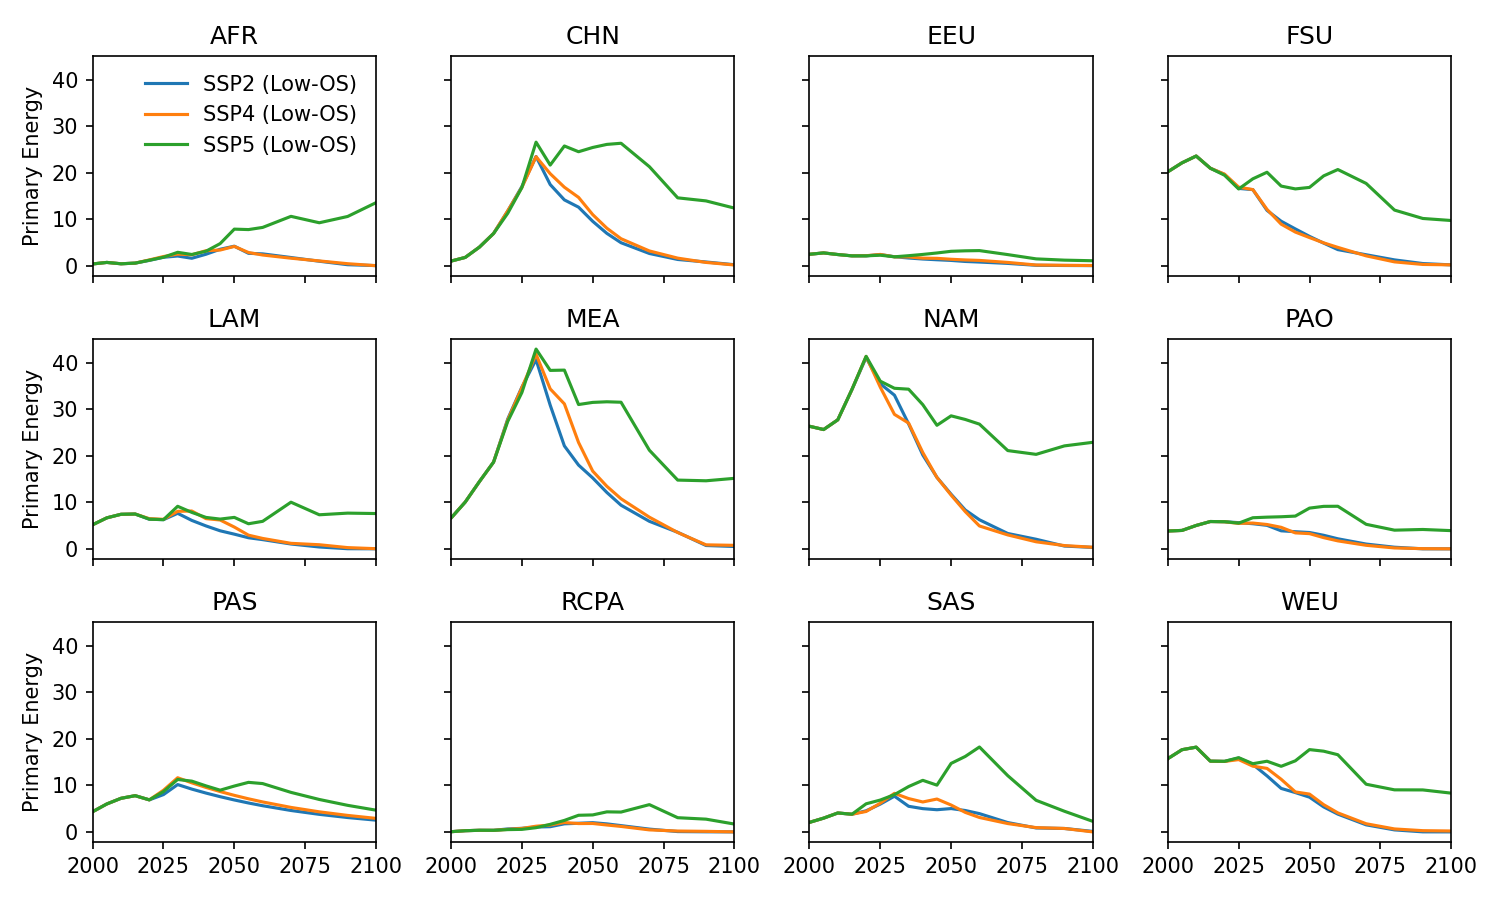 AFR CHN EEU FSU
Primary Energy
40
30
20
10
0
SSP2 (Low-OS)
SSP4 (Low-OS)
SSP5 (Low-OS)
LAM MEA NAM PAO
Primary Energy
40
30
20
10
0
PAS RCPA SAS WEU
Primary Energy
40
30
20
10
0
2000 2025 2050 2075 2100 2000 2025 2050 2075 2100 2000 2025 2050 2075 2100 2000 2025 2050 2075 2100